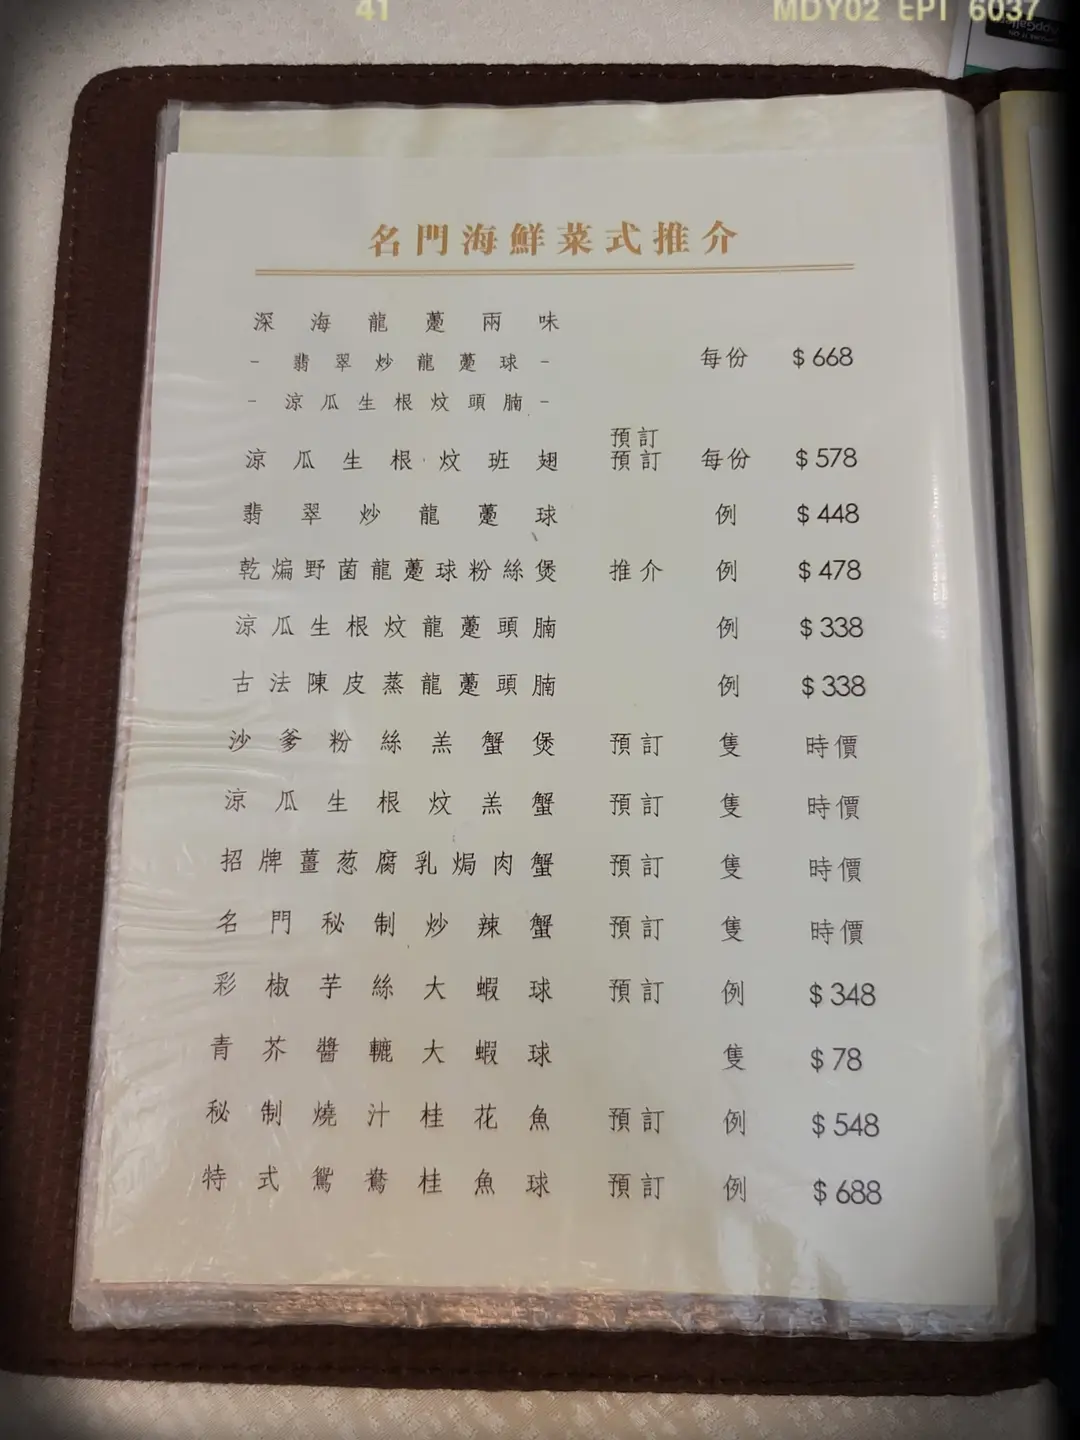 41 MDY02 EPI 6037
名門海鮮菜式推介
深海龍躉兩味
- 翡翠炒龍躉球 - 每份 $668
- 涼瓜生根炆頭腩 -
預訂
涼瓜生根炆班翅 預訂 每份 $578
翡翠炒龍躉球 例 $448
乾煸野菌龍躉球粉絲煲 推介 例 $478
涼瓜生根炆龍躉頭腩 例 $338
古法陳皮蒸龍躉頭腩 例 $338
沙爹粉絲羔蟹煲 預訂 隻 時價
涼瓜生根炆羔蟹 預訂 隻 時價
招牌薑葱腐乳焗肉蟹 預訂 隻 時價
名門秘制炒辣蟹 預訂 隻 時價
彩椒芋絲大蝦球 預訂 例 $348
青芥醬轆大蝦球 隻 $78
秘制燒汁桂花魚 預訂 例 $548
特式鴛鴦桂魚球 預訂 例 $688